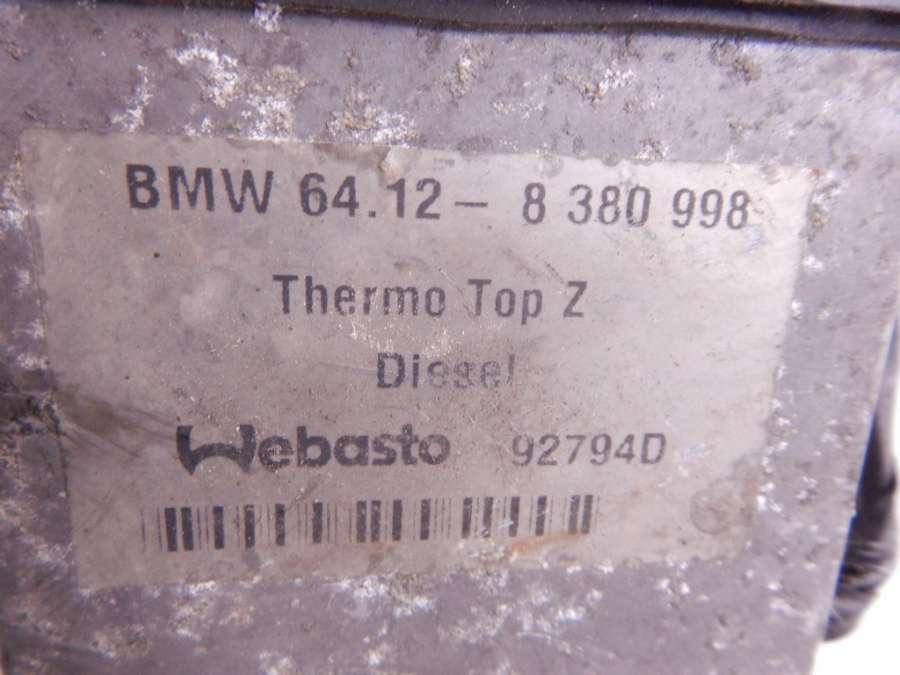 BMW 64.12 - 8 380 998
Thermo Top Z
Diesel
Webasto 92794D